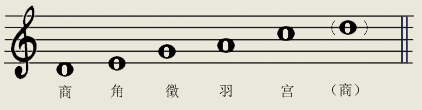 商 角 徵 羽 宫 （商）